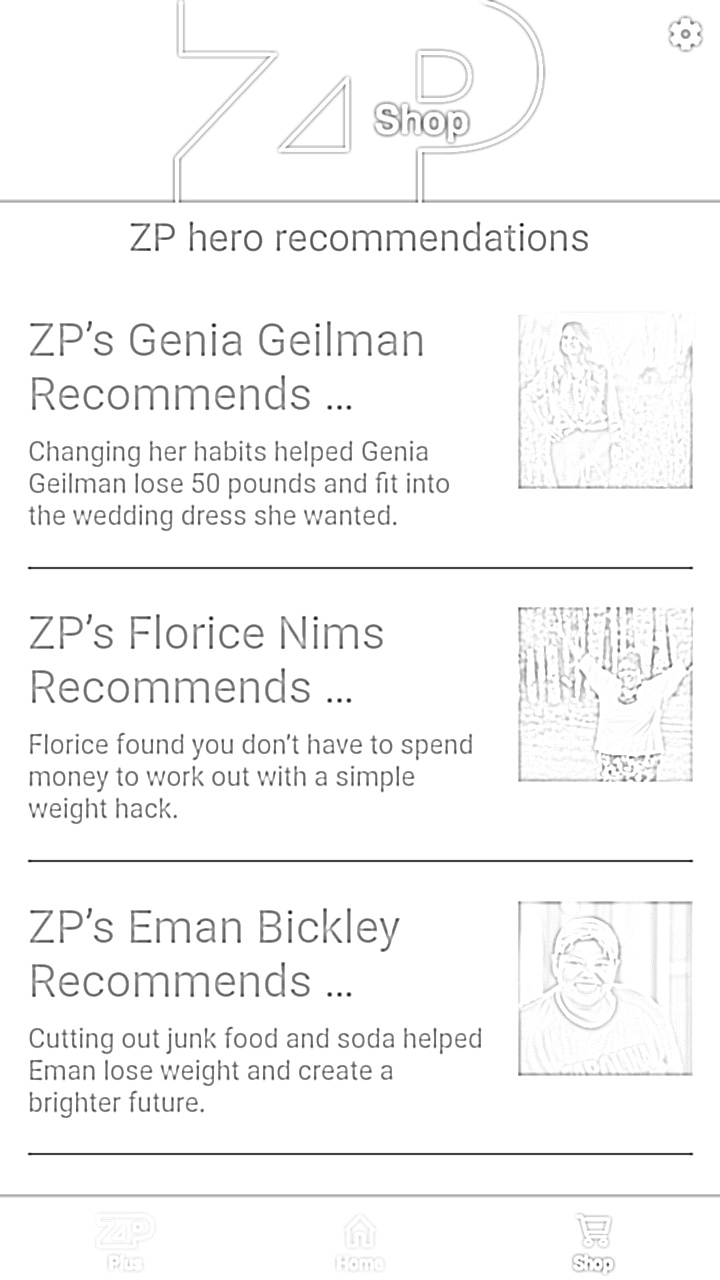 ZP
Shop
ZP hero recommendations
ZP's Genia Geilman
Recommends ...
Changing her habits helped Genia
Geilman lose 50 pounds and fit into
the wedding dress she wanted.
ZP's Florice Nims
Recommends ...
Florice found you don't have to spend
money to work out with a simple
weight hack.
ZP's Eman Bickley
Recommends ...
Cutting out junk food and soda helped
Eman lose weight and create a
brighter future.
ZP
Plus
Home
Shop